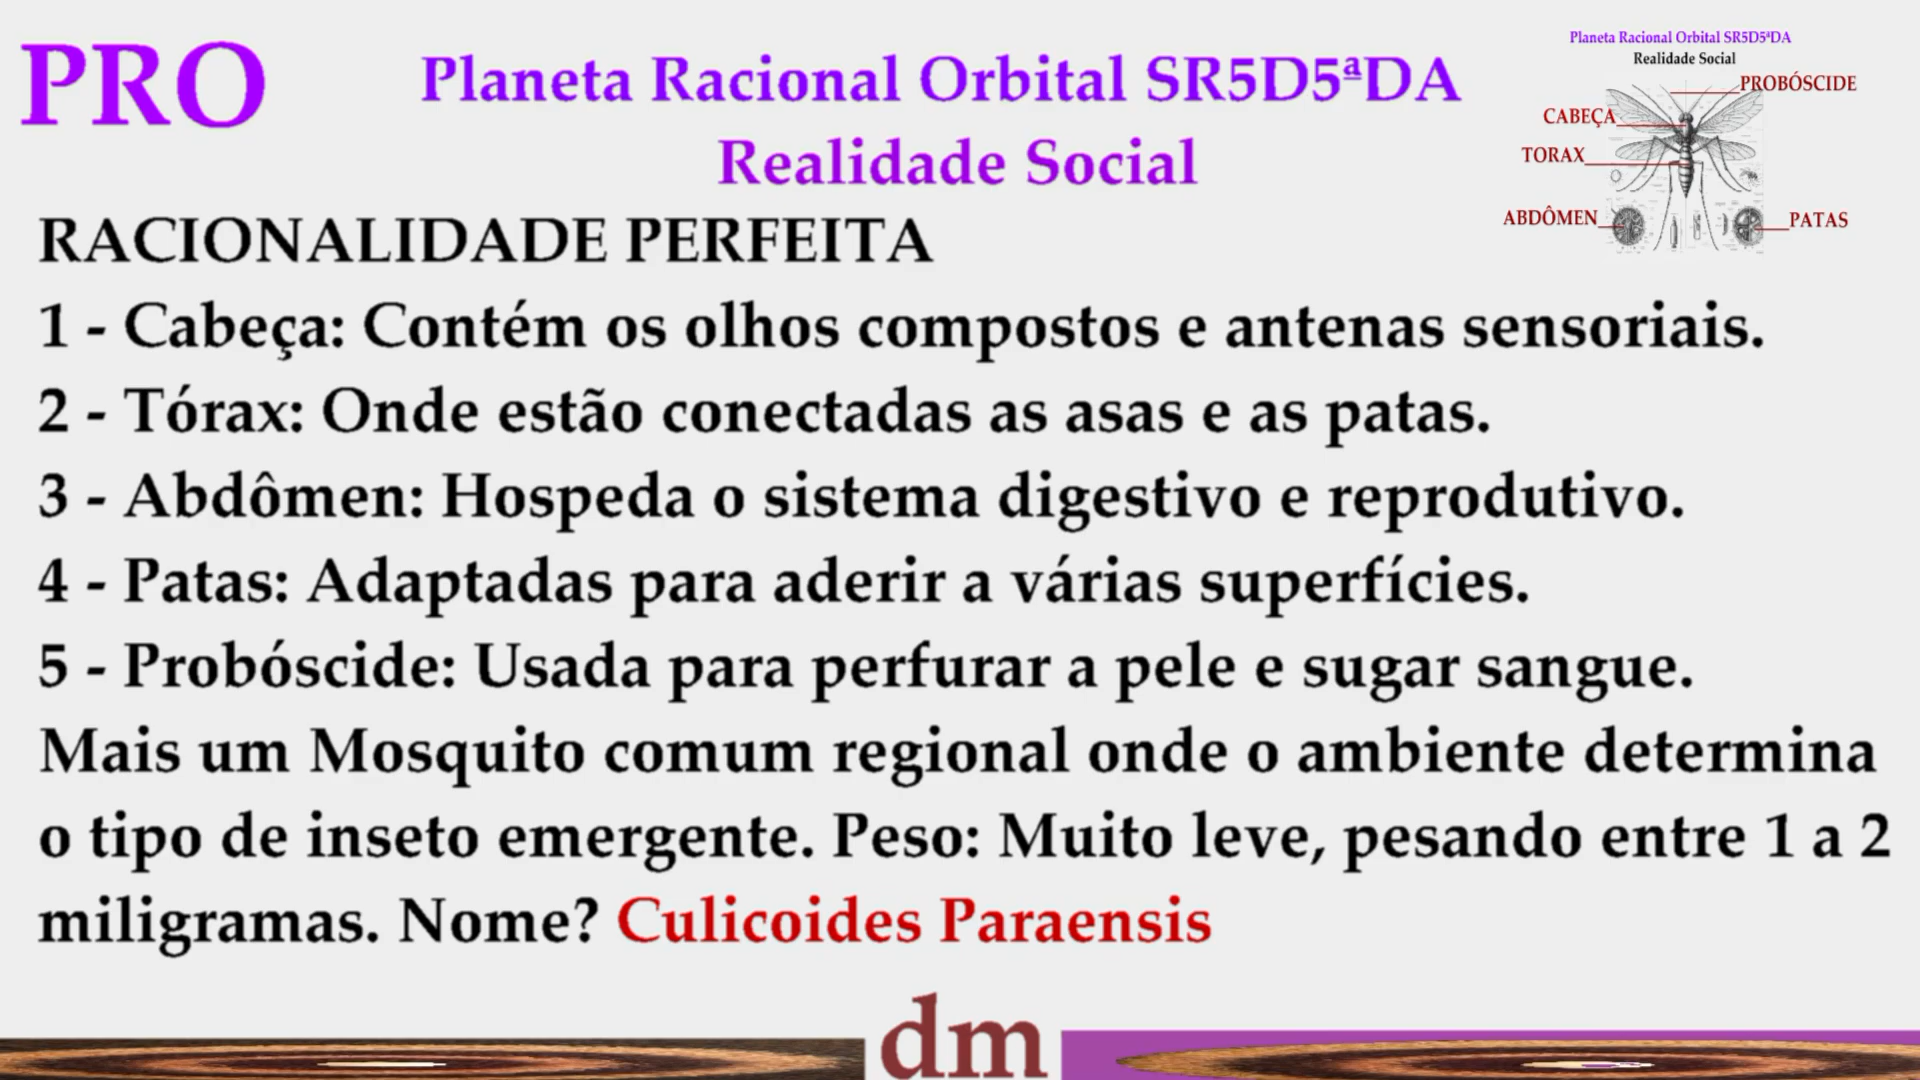 PRO
Planeta Racional Orbital SR5D5ªDA
Realidade Social
Planeta Racional Orbital SR5D5ªDA
Realidade Social
PROBÓSCIDE
CABEÇA
TORAX
ABDÔMEN
PATAS
RACIONALIDADE PERFEITA
1 - Cabeça: Contém os olhos compostos e antenas sensoriais.
2 - Tórax: Onde estão conectadas as asas e as patas.
3 - Abdômen: Hospeda o sistema digestivo e reprodutivo.
4 - Patas: Adaptadas para aderir a várias superfícies.
5 - Probóscide: Usada para perfurar a pele e sugar sangue.
Mais um Mosquito comum regional onde o ambiente determina
o tipo de inseto emergente. Peso: Muito leve, pesando entre 1 a 2
miligramas. Nome? Culicoides Paraensis
dm